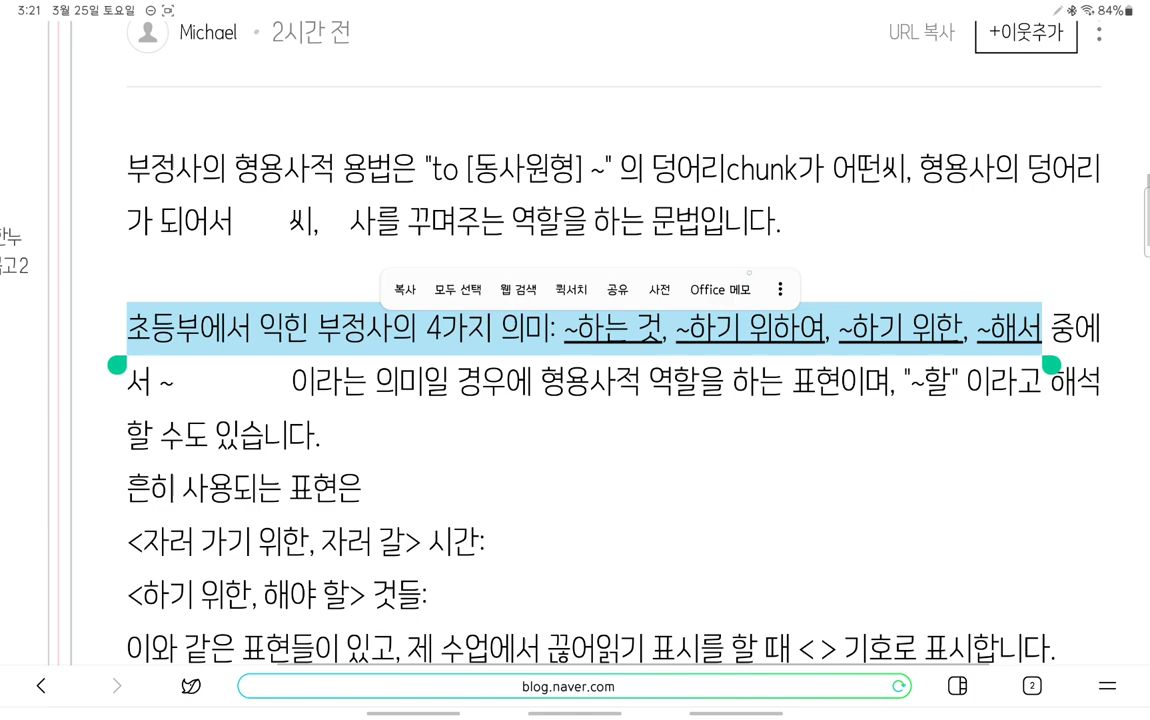 3:21 3월 25일 토요일 84%
Michael • 2시간 전 URL 복사 +이웃추가
부정사의 형용사적 용법은 "to [동사원형] ~" 의 덩어리chunk가 어떤씨, 형용사의 덩어리
가 되어서 씨, 사를 꾸며주는 역할을 하는 문법입니다.
한누
복사 모두 선택 웹 검색 퀵서치 공유 사전 Office 메모
초등부에서 익힌 부정사의 4가지 의미: ~하는 것, ~하기 위하여, ~하기 위한, ~해서 중에
서 ~ 이라는 의미일 경우에 형용사적 역할을 하는 표현이며, "~할" 이라고 해석
할 수도 있습니다.
흔히 사용되는 표현은
<자러 가기 위한, 자러 갈> 시간:
<하기 위한, 해야 할> 것들:
이와 같은 표현들이 있고, 제 수업에서 끊어읽기 표시를 할 때 < > 기호로 표시합니다.
blog.naver.com 2